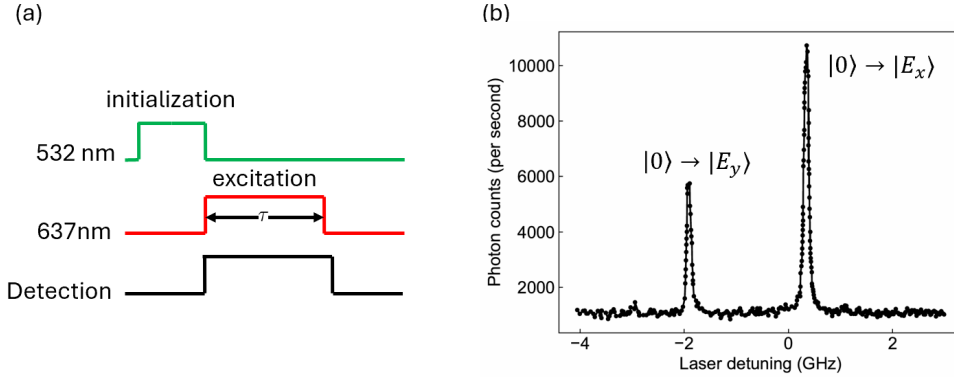 (a)
initialization
532 nm
excitation
τ
637nm
Detection
(b)
Photon counts (per second)
10000
8000
6000
4000
2000
|0⟩ → |E_x⟩
|0⟩ → |E_y⟩
−4
−2
0
2
Laser detuning (GHz)